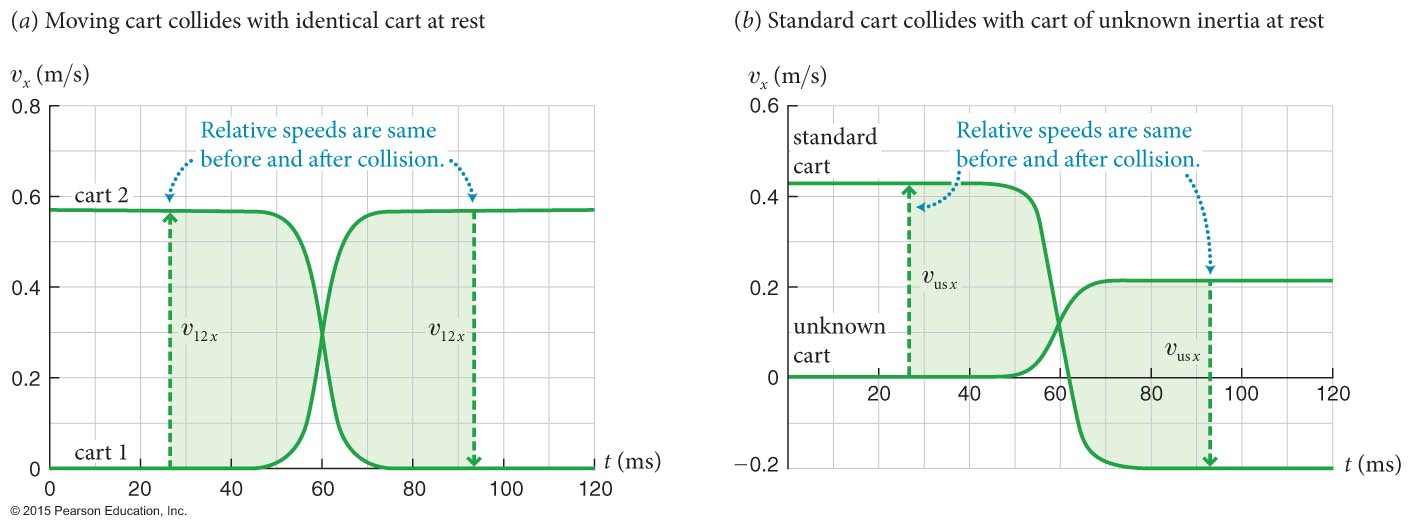 (a) Moving cart collides with identical cart at rest
v_x (m/s)
0.8
0.6
0.4
0.2
0
Relative speeds are same
before and after collision.
cart 2
v_12x
v_12x
cart 1
t (ms)
0 20 40 60 80 100 120
© 2015 Pearson Education, Inc.
(b) Standard cart collides with cart of unknown inertia at rest
v_x (m/s)
0.6
0.4
0.2
0
−0.2
standard
cart
Relative speeds are same
before and after collision.
v_usx
unknown
cart
v_usx
20 40 60 80 100 120
t (ms)